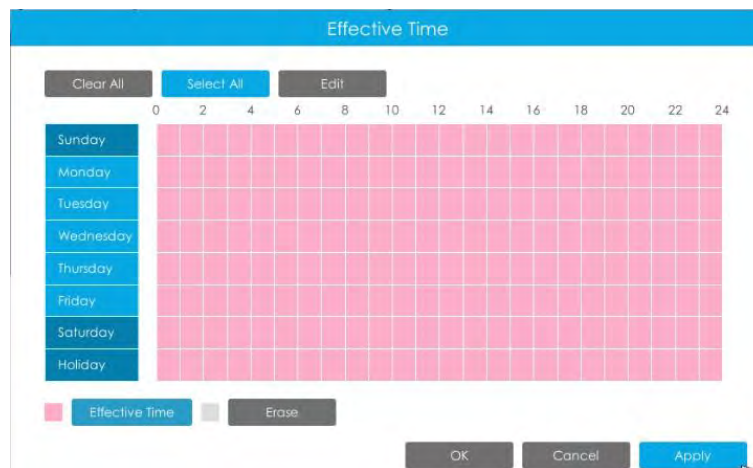 Effective Time
Clear All Select All Edit
0 2 4 6 8 10 12 14 16 18 20 22 24
Sunday
Monday
Tuesday
Wednesday
Thursday
Friday
Saturday
Holiday
Effective Time Erase
OK Cancel Apply